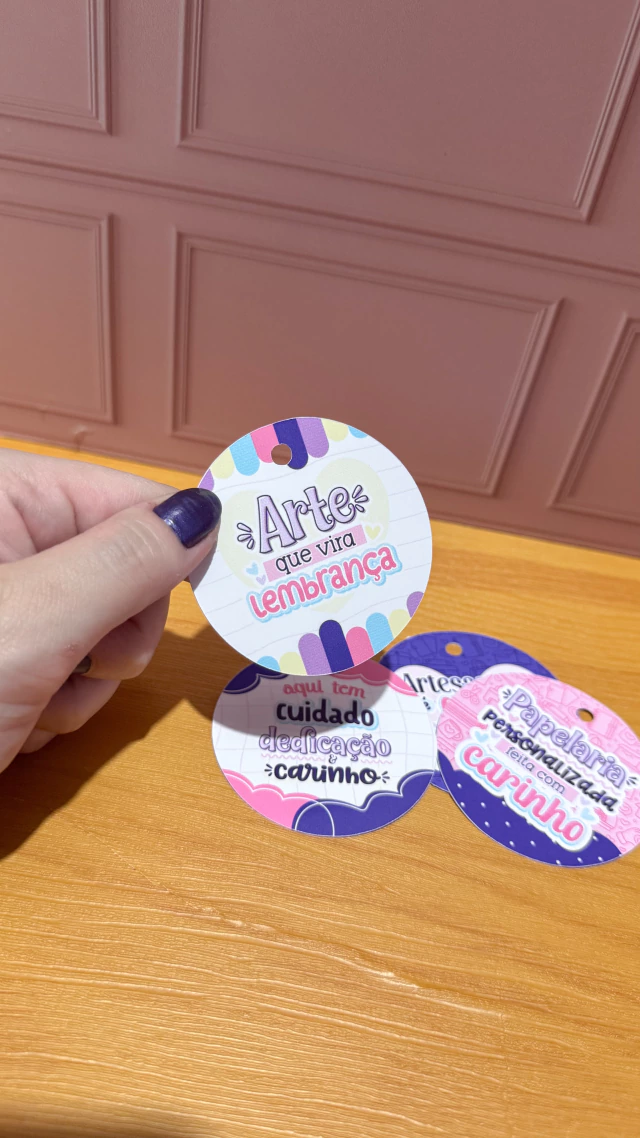 Arte
que vira
lembrança
aqui tem
cuidado
dedicação
&
carinho
Papelaria
personalizada
feita com
carinho